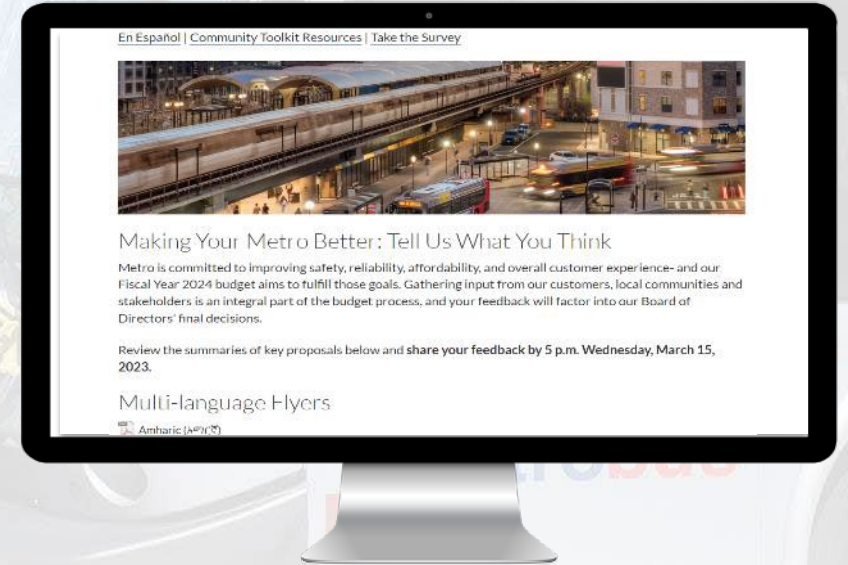 En Español | Community Toolkit Resources | Take the Survey
Making Your Metro Better: Tell Us What You Think
Metro is committed to improving safety, reliability, affordability, and overall customer experience- and our
Fiscal Year 2024 budget aims to fulfill those goals. Gathering input from our customers, local communities and
stakeholders is an integral part of the budget process, and your feedback will factor into our Board of
Directors' final decisions.
Review the summaries of key proposals below and share your feedback by 5 p.m. Wednesday, March 15,
2023.
Multi-language Flyers
Amharic (አማርኛ)